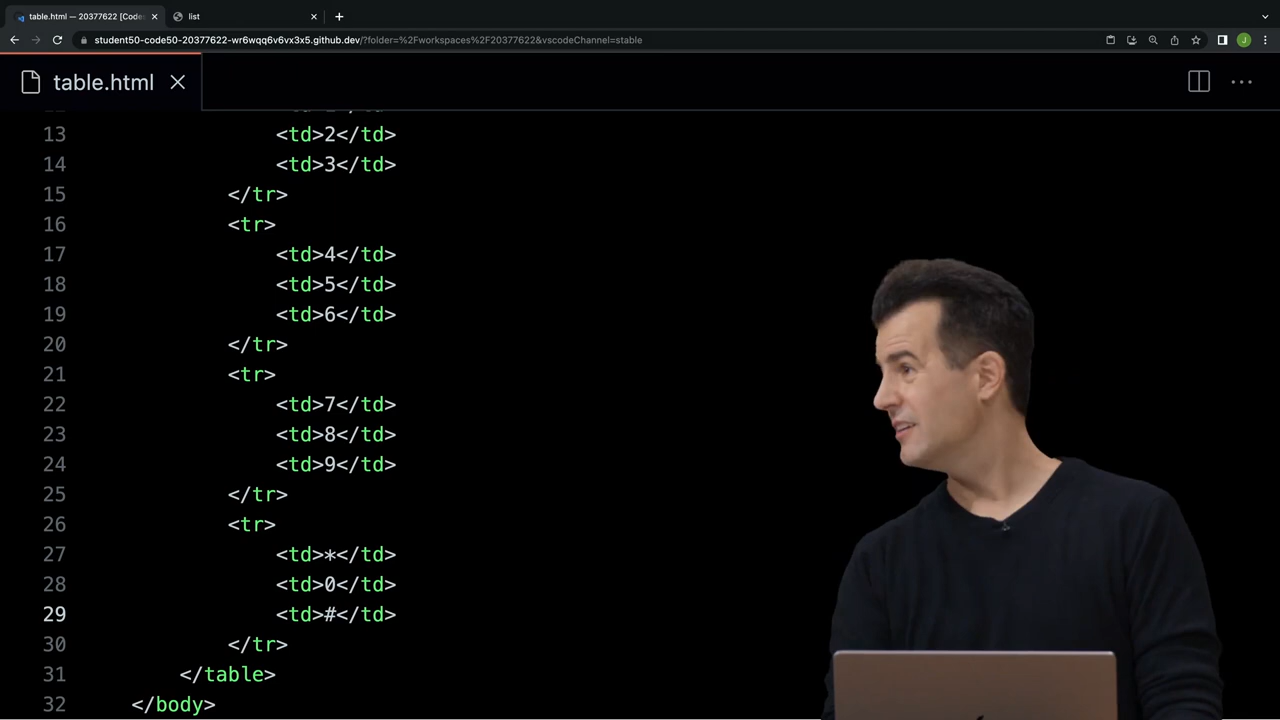 table.html — 20377622 [Codes
list
student50-code50-20377622-wr6wqq6v6vx3x5.github.dev/?folder=%2Fworkspaces%2F20377622&vscodeChannel=stable
J
table.html
13 <td>2</td>
14 <td>3</td>
15 </tr>
16 <tr>
17 <td>4</td>
18 <td>5</td>
19 <td>6</td>
20 </tr>
21 <tr>
22 <td>7</td>
23 <td>8</td>
24 <td>9</td>
25 </tr>
26 <tr>
27 <td>*</td>
28 <td>0</td>
29 <td>#</td>
30 </tr>
31 </table>
32 </body>